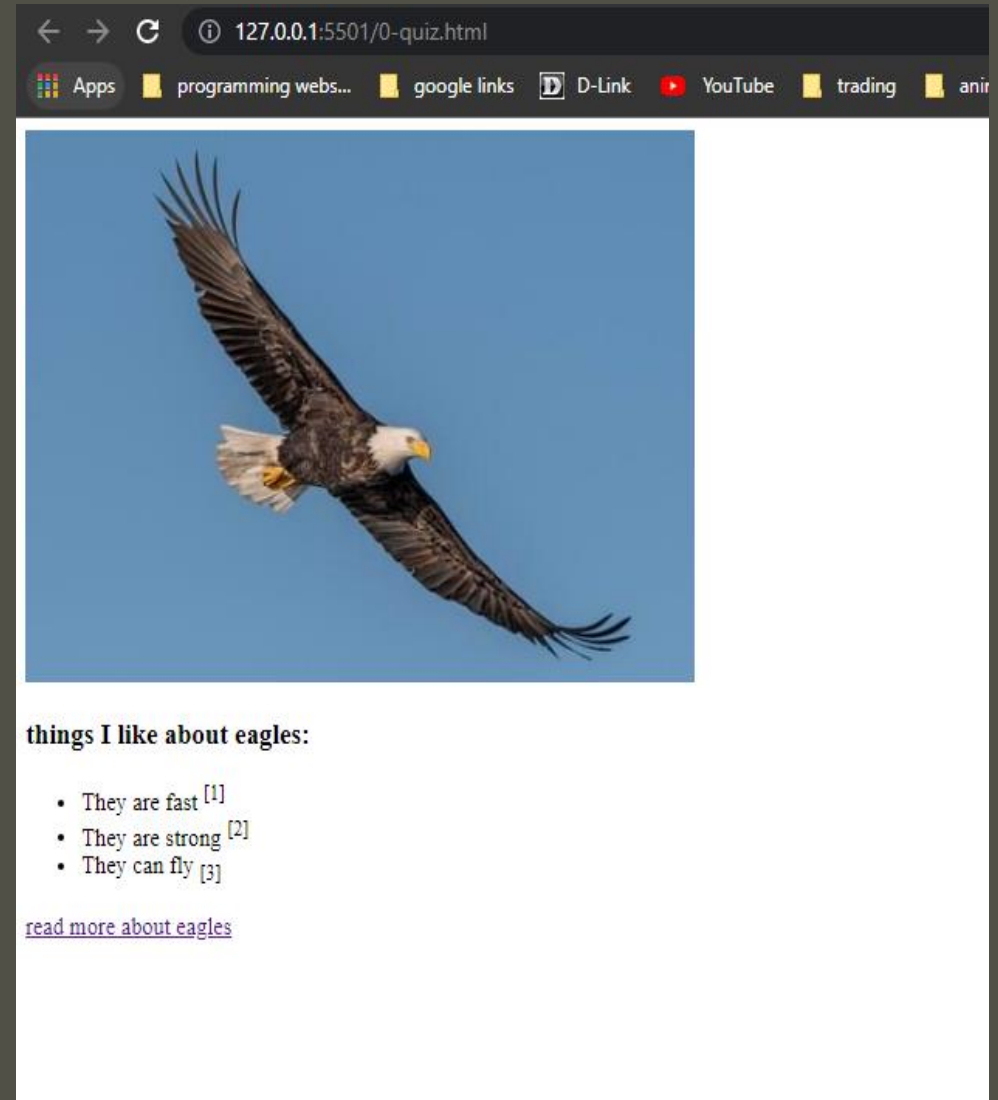 127.0.0.1:5501/0-quiz.html
Apps programming webs... google links D-Link YouTube trading
things I like about eagles:
• They are fast [1]
• They are strong [2]
• They can fly [3]
read more about eagles